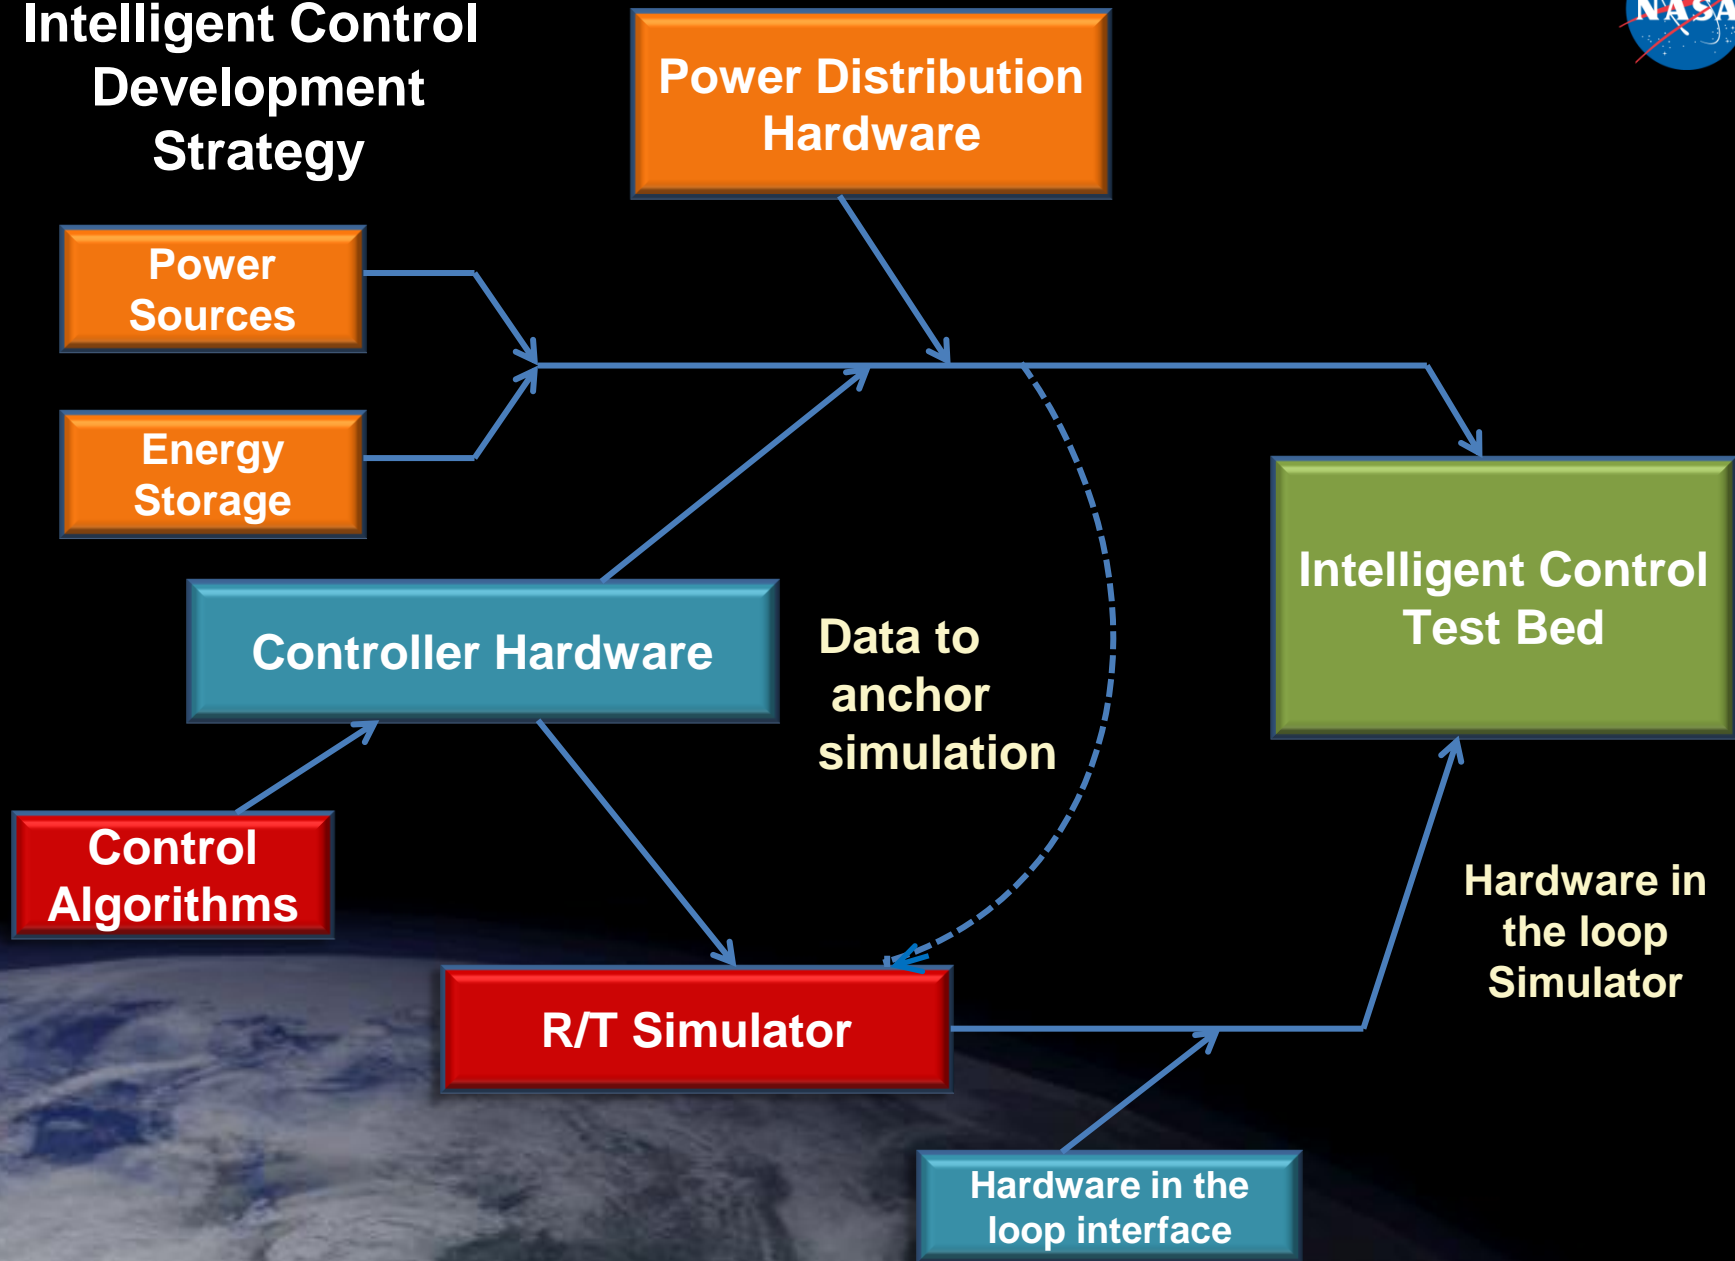 Intelligent Control
Development
Strategy
NASA
Power Distribution
Hardware
Power
Sources
Energy
Storage
Controller Hardware
Data to
anchor
simulation
Intelligent Control
Test Bed
Control
Algorithms
Hardware in
the loop
Simulator
R/T Simulator
Hardware in the
loop interface